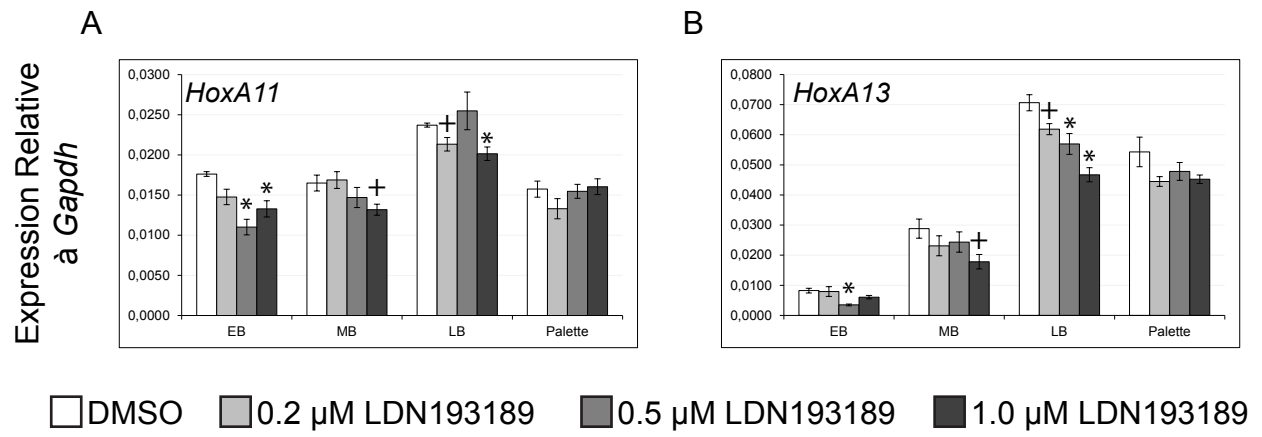 A
B
Expression Relative
à Gapdh
HoxA11
0,0300
0,0250
0,0200
0,0150
0,0100
0,0050
0,0000
* * + + *
EB MB LB Palette
HoxA13
0,0800
0,0700
0,0600
0,0500
0,0400
0,0300
0,0200
0,0100
0,0000
* + + * *
EB MB LB Palette
DMSO 0.2 µM LDN193189 0.5 µM LDN193189 1.0 µM LDN193189